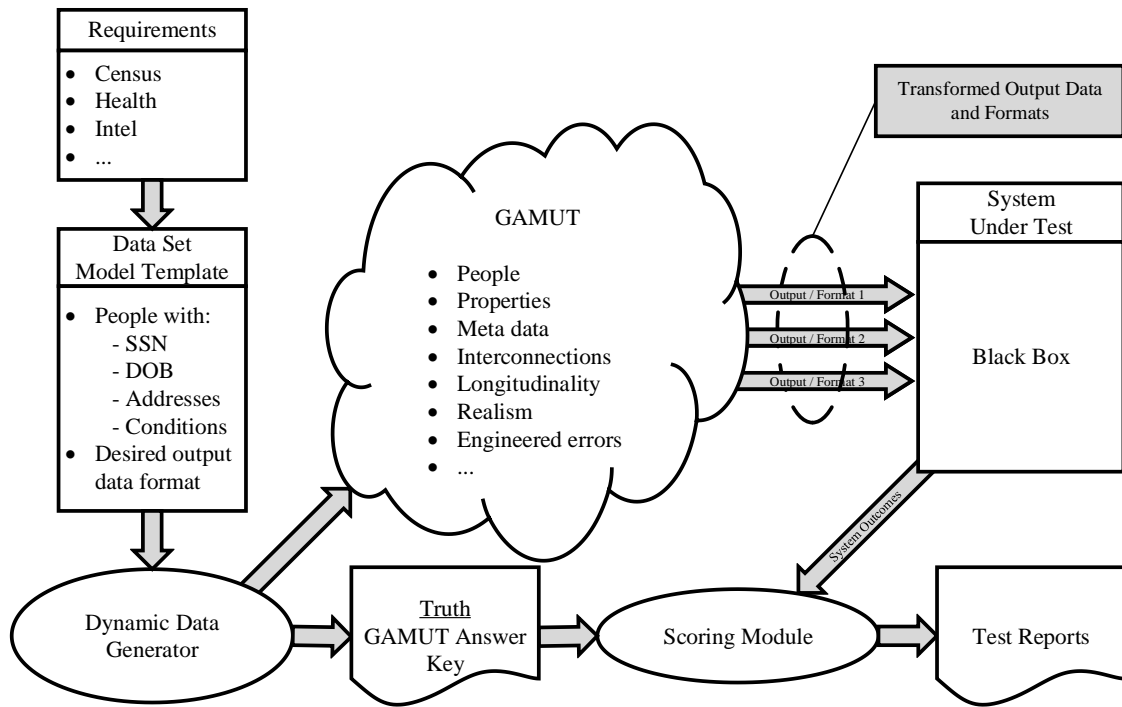 Requirements
• Census
• Health
• Intel
• ...
Data Set
Model Template
• People with:
- SSN
- DOB
- Addresses
- Conditions
• Desired output
data format
Dynamic Data
Generator
GAMUT
• People
• Properties
• Meta data
• Interconnections
• Longitudinality
• Realism
• Engineered errors
• ...
Truth
GAMUT Answer
Key
Transformed Output Data
and Formats
Output / Format 1
Output / Format 2
Output / Format 3
System
Under Test
Black Box
System Outcomes
Scoring Module
Test Reports